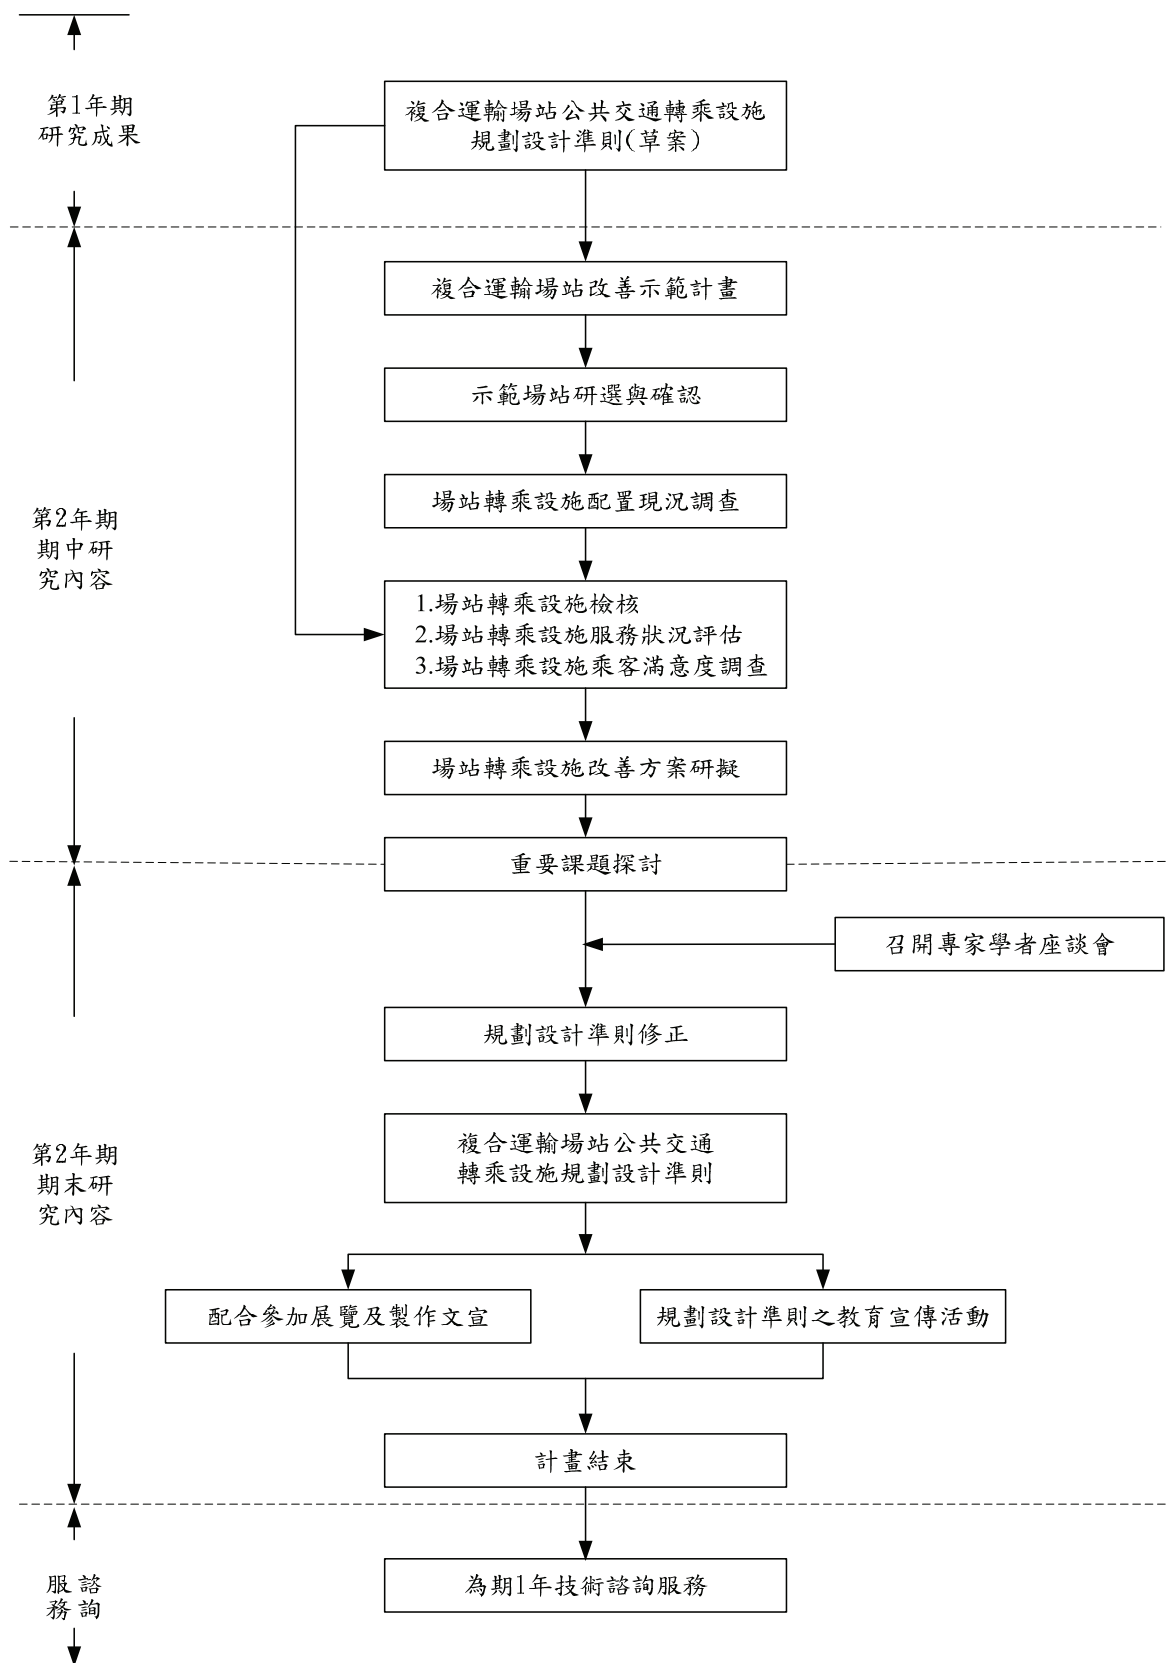 第1年期
研究成果
複合運輸場站公共交通轉乘設施
規劃設計準則(草案)
複合運輸場站改善示範計畫
示範場站研選與確認
場站轉乘設施配置現況調查
第2年期
期中研
究內容
1.場站轉乘設施檢核
2.場站轉乘設施服務狀況評估
3.場站轉乘設施乘客滿意度調查
場站轉乘設施改善方案研擬
重要課題探討
召開專家學者座談會
規劃設計準則修正
第2年期
期末研
究內容
複合運輸場站公共交通
轉乘設施規劃設計準則
配合參加展覽及製作文宣
規劃設計準則之教育宣傳活動
計畫結束
服諮
務詢
為期1年技術諮詢服務